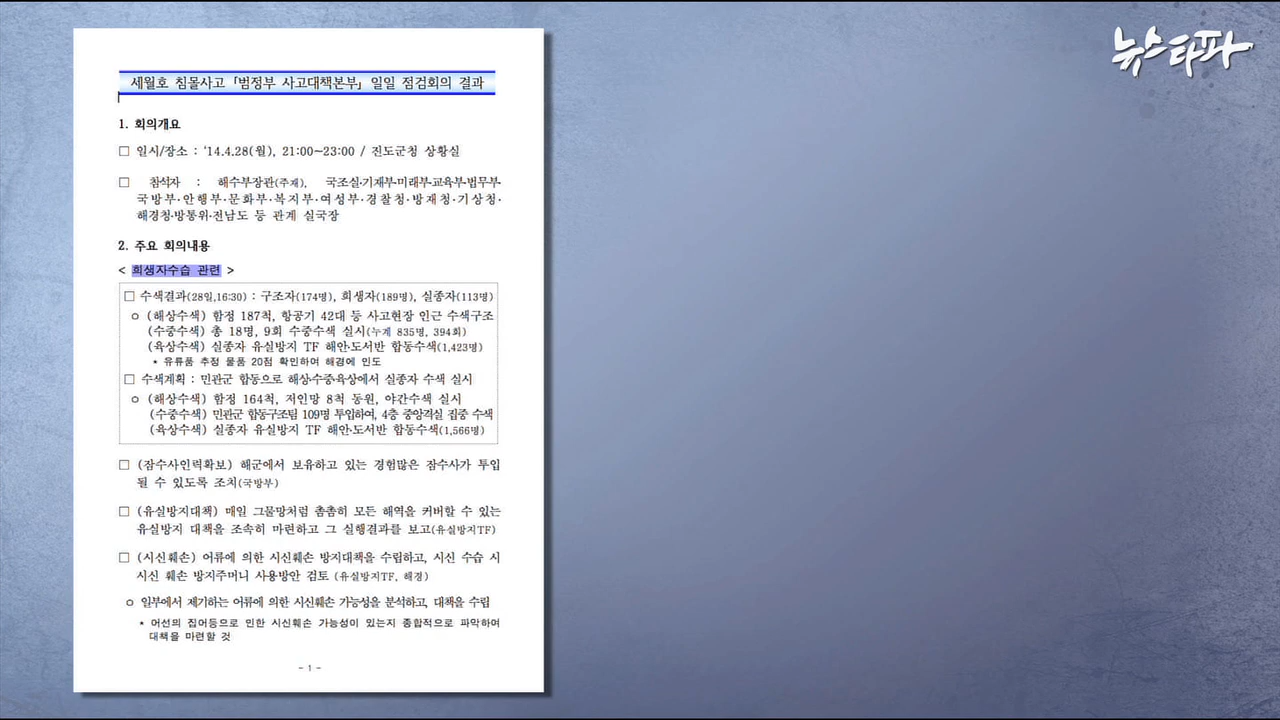 뉴스타파
세월호 침몰사고 「범정부 사고대책본부」 일일 점검회의 결과
1. 회의개요
□ 일시/장소 : '14.4.28(월), 21:00~23:00 / 진도군청 상황실
□ 참석자 : 해수부장관(주재), 국조실·기재부·미래부·교육부·법무부·
국방부·안행부·문화부·복지부·여성부·경찰청·방재청·기상청·
해경청·방통위·전남도 등 관계 실국장
2. 주요 회의내용
< 희생자수습 관련 >
□ 수색결과(28일,16:30) : 구조자(174명), 희생자(189명), 실종자(113명)
ㅇ (해상수색) 함정 187척, 항공기 42대 등 사고현장 인근 수색구조
(수중수색) 총 18명, 9회 수중수색 실시(누계 835명, 394회)
(육상수색) 실종자 유실방지 TF 해안·도서반 합동수색(1,423명)
* 유류품 추정 물품 20점 확인하여 해경에 인도
□ 수색계획 : 민관군 합동으로 해상·수중·육상에서 실종자 수색 실시
ㅇ (해상수색) 함정 164척, 저인망 8척 동원, 야간수색 실시
(수중수색) 민관군 합동구조팀 109명 투입하여, 4층 중앙격실 집중 수색
(육상수색) 실종자 유실방지 TF 해안·도서반 합동수색(1,566명)
□ (잠수사인력확보) 해군에서 보유하고 있는 경험많은 잠수사가 투입
될 수 있도록 조치(국방부)
□ (유실방지대책) 매일 그물망처럼 촘촘히 모든 해역을 커버할 수 있는
유실방지 대책을 조속히 마련하고 그 실행결과를 보고(유실방지TF)
□ (시신훼손) 어류에 의한 시신훼손 방지대책을 수립하고, 시신 수습 시
시신 훼손 방지주머니 사용방안 검토 (유실방지TF, 해경)
ㅇ 일부에서 제기하는 어류에 의한 시신훼손 가능성을 분석하고, 대책을 수립
* 어선의 집어등으로 인한 시신훼손 가능성이 있는지 종합적으로 파악하여
대책을 마련할 것
- 1 -